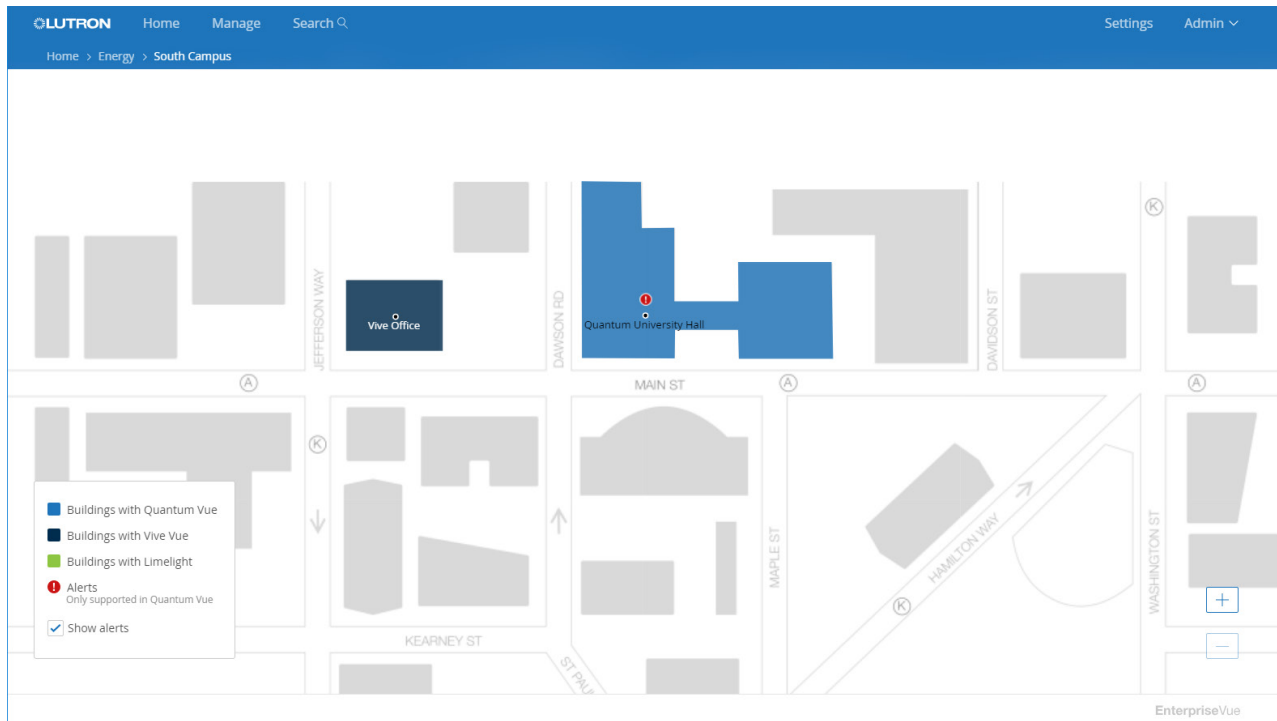 LUTRON Home Manage Search Settings Admin
Home > Energy > South Campus
K
JEFFERSON WAY
Vive Office
DAWSON RD
Quantum University Hall
DAVIDSON ST
A
MAIN ST
A
A
K
Buildings with Quantum Vue
Buildings with Vive Vue
Buildings with Limelight
Alerts
Only supported in Quantum Vue
Show alerts
MAPLE ST
HAMILTON WAY
WASHINGTON ST
K
KEARNEY ST
ST PAUL
EnterpriseVue